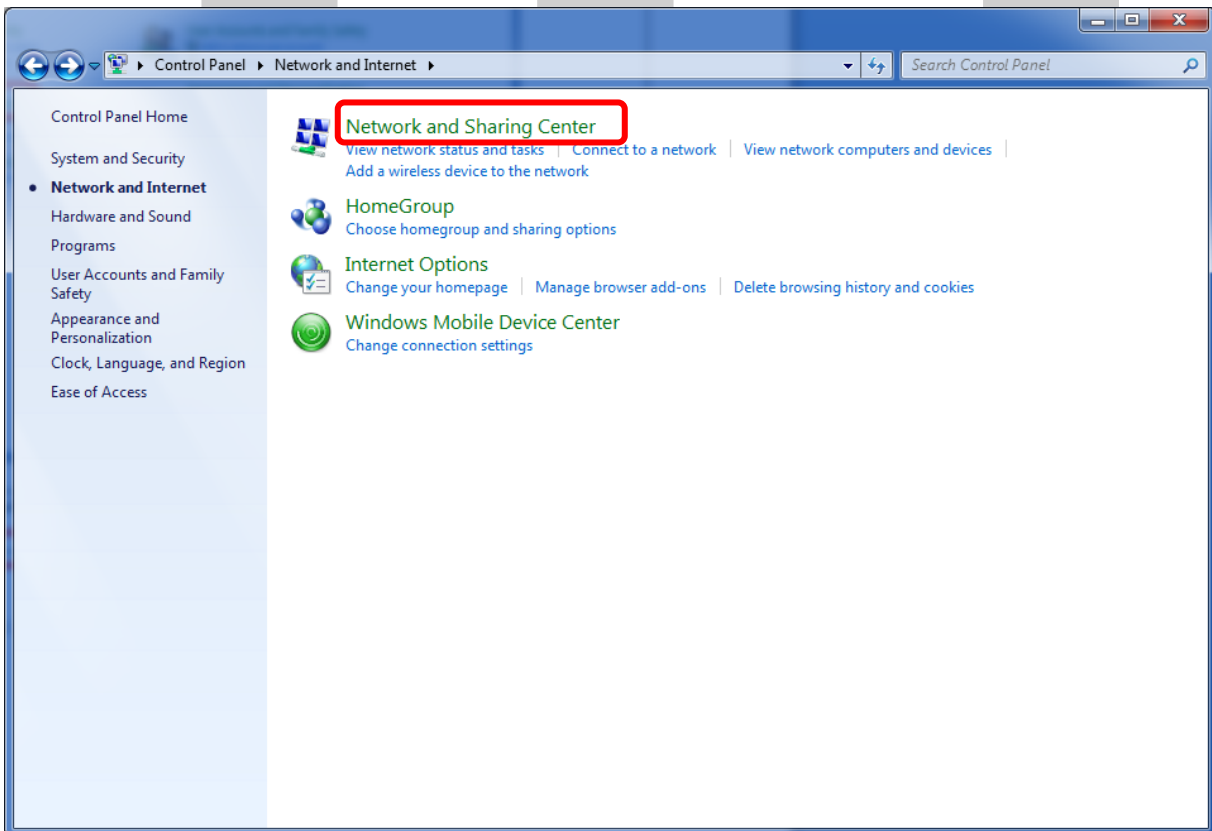 Control Panel Network and Internet Search Control Panel
Control Panel Home
System and Security
Network and Internet
Hardware and Sound
Programs
User Accounts and Family
Safety
Appearance and
Personalization
Clock, Language, and Region
Ease of Access
Network and Sharing Center
View network status and tasks Connect to a network View network computers and devices
Add a wireless device to the network
HomeGroup
Choose homegroup and sharing options
Internet Options
Change your homepage Manage browser add-ons Delete browsing history and cookies
Windows Mobile Device Center
Change connection settings